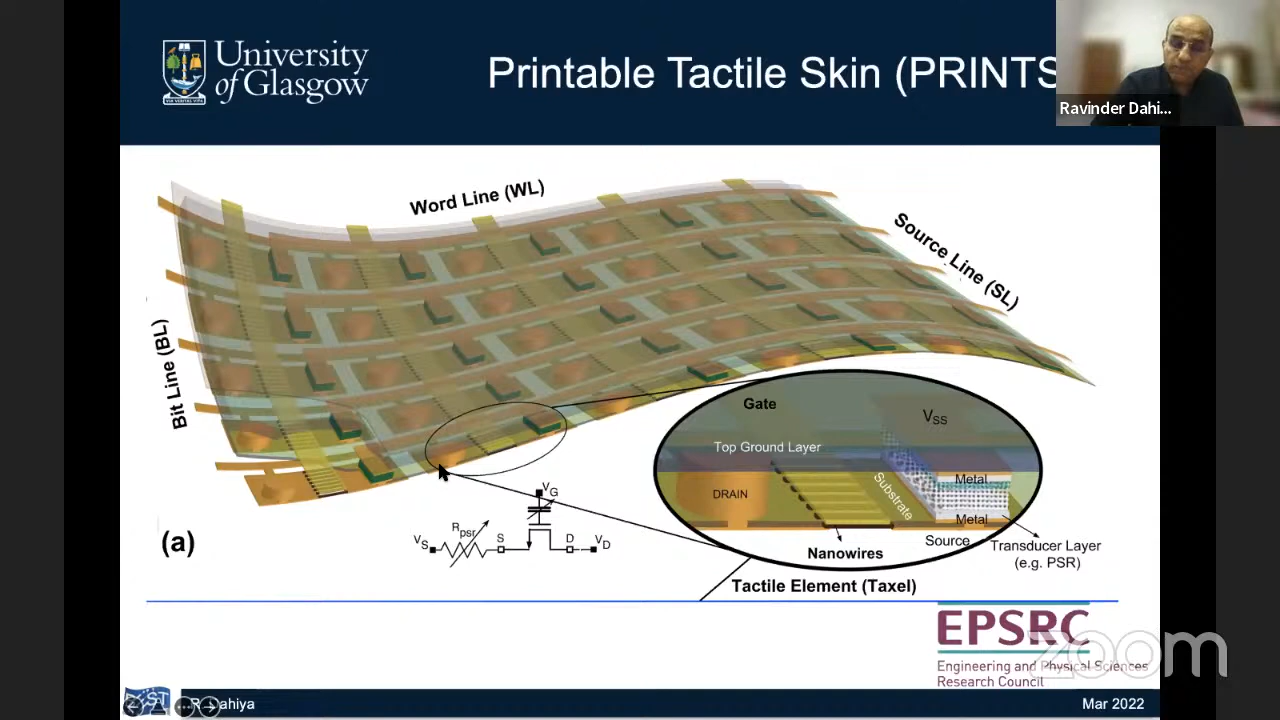 University
of Glasgow
Printable Tactile Skin (PRINTS
Ravinder Dahi...
Word Line (WL)
Source Line (SL)
Bit Line (BL)
Gate
VSS
Top Ground Layer
DRAIN
Substrate
Metal
Metal
Source
Nanowires
Transducer Layer
(e.g. PSR)
Tactile Element (Taxel)
VG
Rpsr
VS
S
D
VD
(a)
EPSRC
Engineering and Physical Sciences
Research Council
zoom
Mar 2022